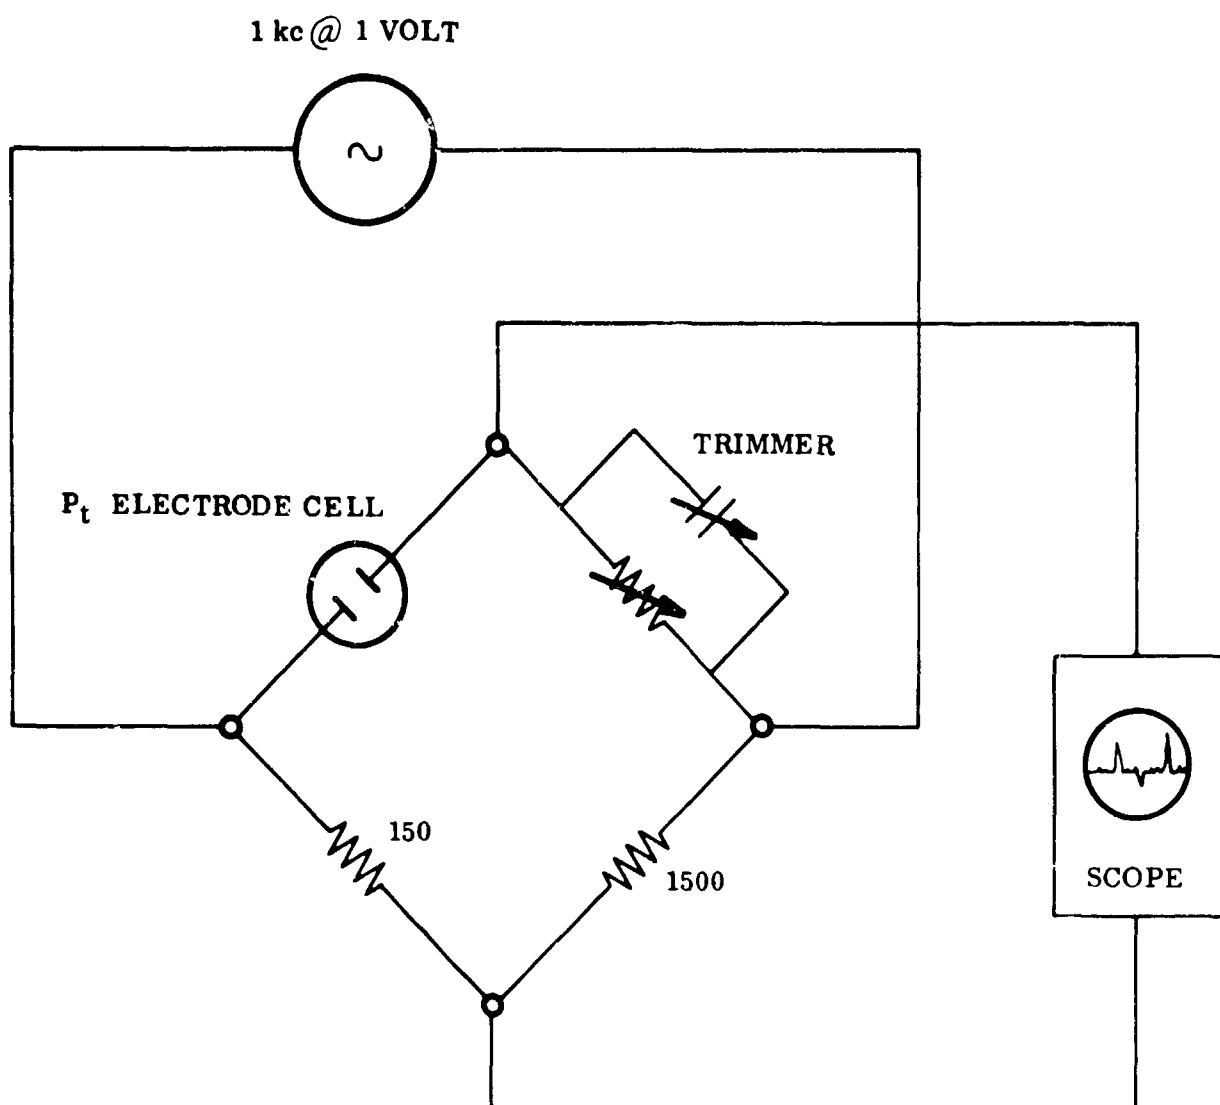 1 kc @ 1 VOLT
TRIMMER
Pt ELECTRODE CELL
150
1500
SCOPE